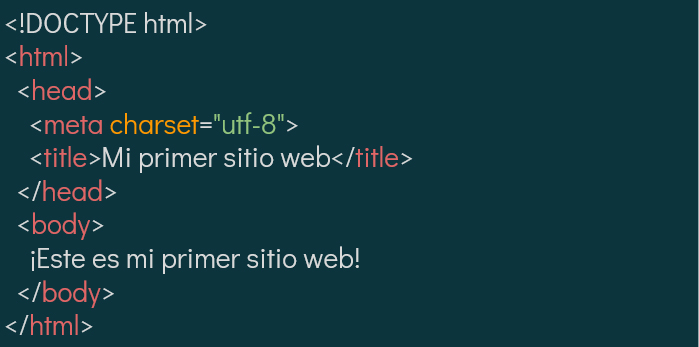 <!DOCTYPE html>
<html>
<head>
<meta charset="utf-8">
<title>Mi primer sitio web</title>
</head>
<body>
¡Este es mi primer sitio web!
</body>
</html>